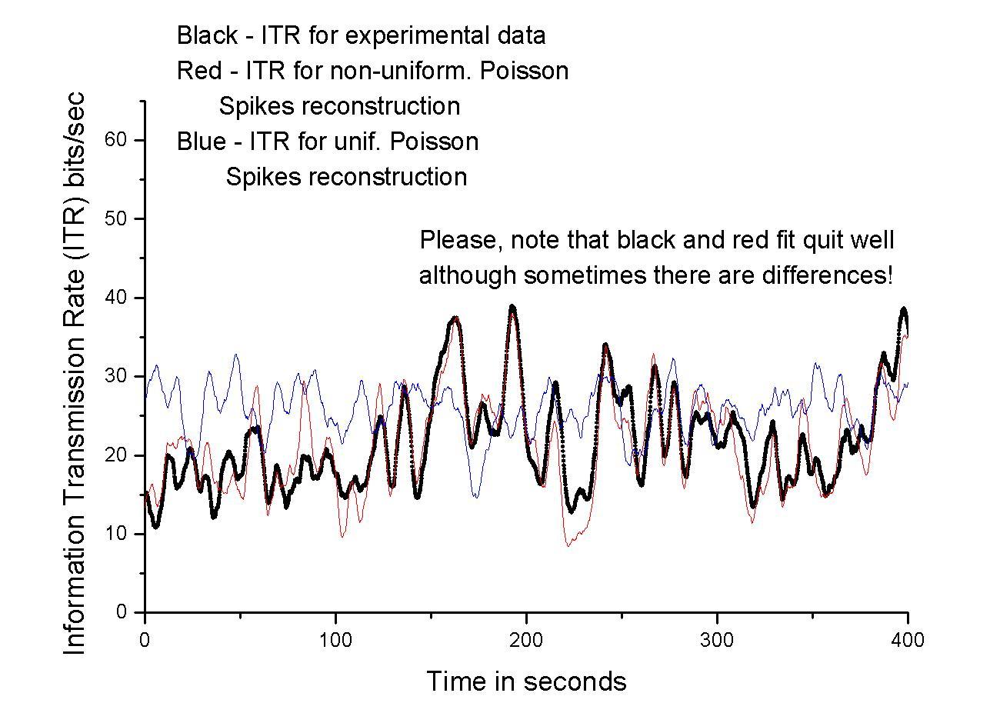 Black - ITR for experimental data
Red - ITR for non-uniform. Poisson
Spikes reconstruction
Blue - ITR for unif. Poisson
Spikes reconstruction
Please, note that black and red fit quit well
although sometimes there are differences!
Information Transmission Rate (ITR) bits/sec
60
50
40
30
20
10
0
0 100 200 300 400
Time in seconds